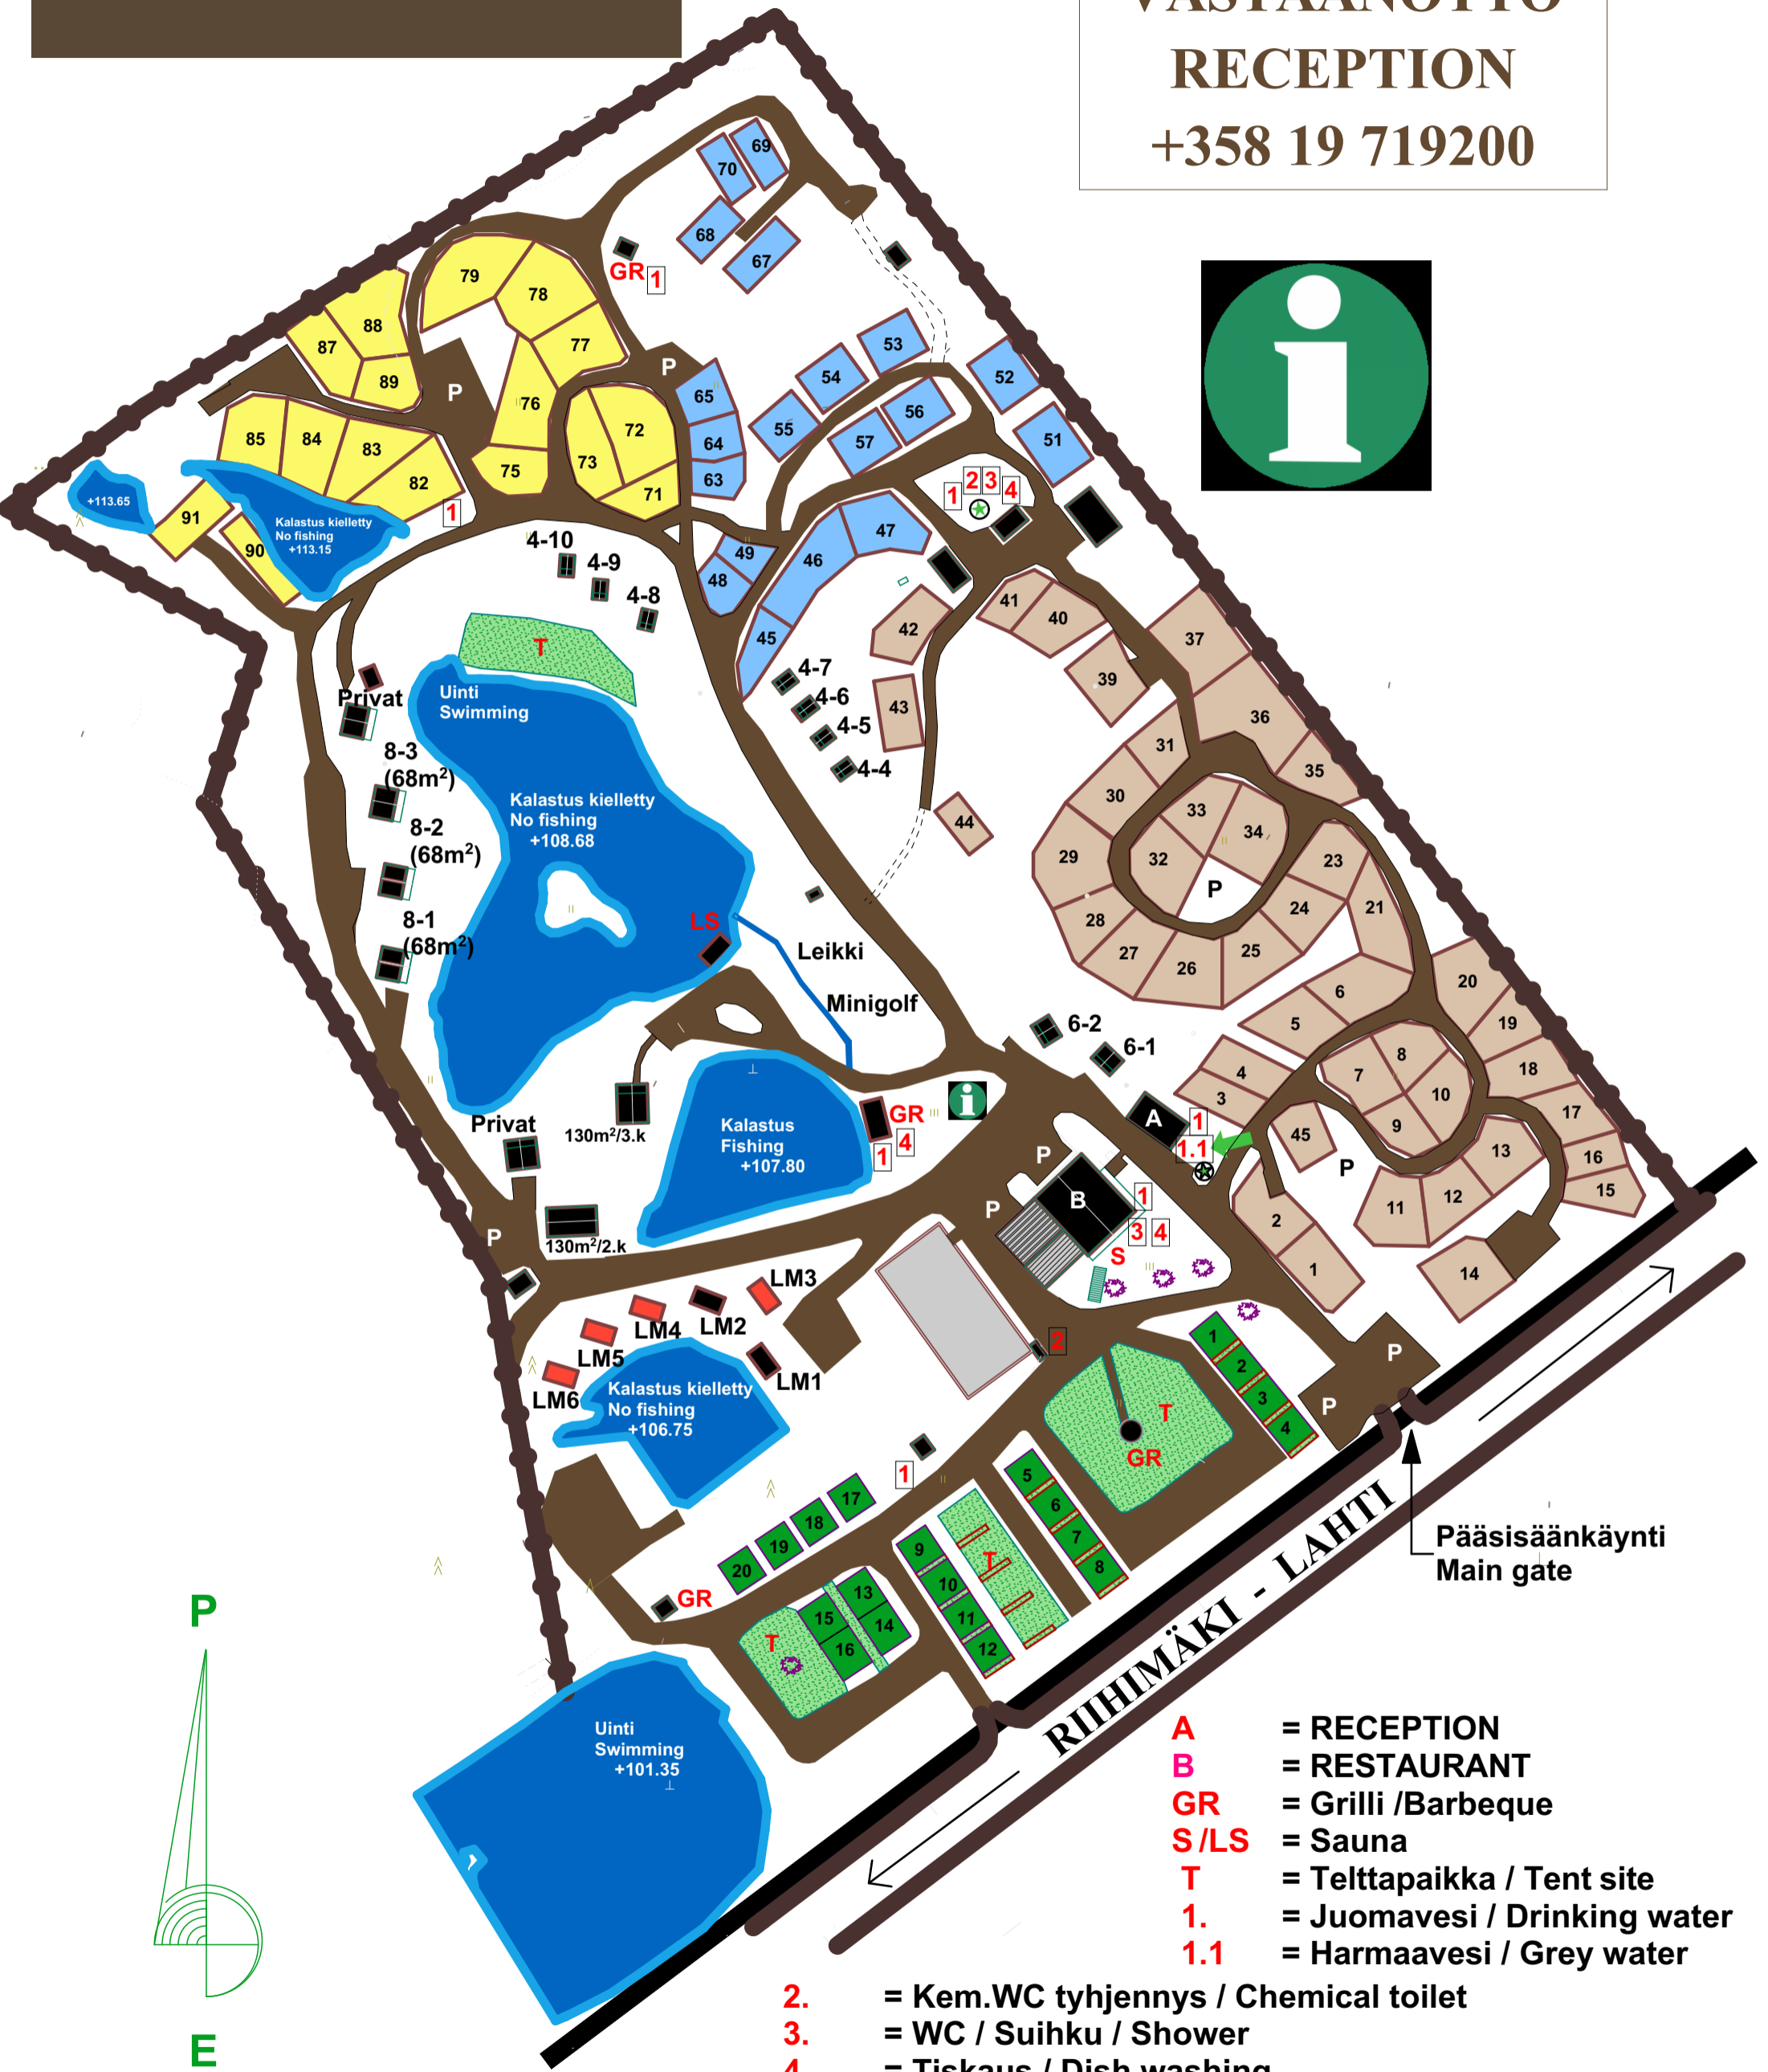 VASTAANOTTO
RECEPTION
+358 19 719200
69
70
68
67
GR 1
79
78
77
88
87
89
P
P
76
75
72
73
71
65
64
63
53
54
55
56
57
52
51
85
84
83
82
1
+113.65
91
90
Kalastus kielletty
No fishing
+113.15
1
2 3
4
47
46
49
48
45
4-10
4-9
4-8
T
41
40
42
43
44
39
37
36
35
4-7
4-6
4-5
4-4
Privat
8-3
(68m²)
8-2
(68m²)
8-1
(68m²)
Uinti
Swimming
Kalastus kielletty
No fishing
+108.68
LS
Leikki
Minigolf
31
30
29
28
27
26
25
24
23
21
33
34
32
P
20
19
18
17
16
15
6
5
4
3
8
7
10
9
45
P
13
12
11
14
2
1
6-2
6-1
A
1
1.1
i
Privat
130m²/3.k
130m²/2.k
Kalastus
Fishing
+107.80
GR
1
4
P
P
P
B
1
3 4
S
2
LM3
LM2
LM4
LM5
LM6
LM1
Kalastus kielletty
No fishing
+106.75
1
2
3
4
P
P
T
GR
5
6
7
8
T
9
10
11
12
1
17
18
19
20
GR
13
14
15
16
T
Pääsisäänkäynti
Main gate
RIIHIMÄKI - LAHTI
Uinti
Swimming
+101.35
P
E
A = RECEPTION
B = RESTAURANT
GR = Grilli /Barbeque
S /LS = Sauna
T = Telttapaikka / Tent site
1. = Juomavesi / Drinking water
1.1 = Harmaavesi / Grey water
2. = Kem.WC tyhjennys / Chemical toilet
3. = WC / Suihku / Shower
4. = Tiskaus / Dish washing